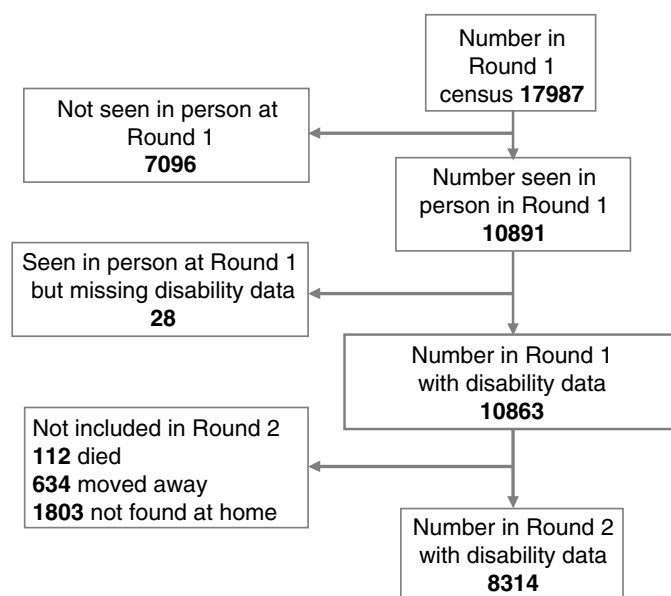 Number in
Round 1
census 17987
Not seen in person at
Round 1
7096
Number seen in
person in Round 1
10891
Seen in person at Round 1
but missing disability data
28
Number in Round 1
with disability data
10863
Not included in Round 2
112 died
634 moved away
1803 not found at home
Number in Round 2
with disability data
8314